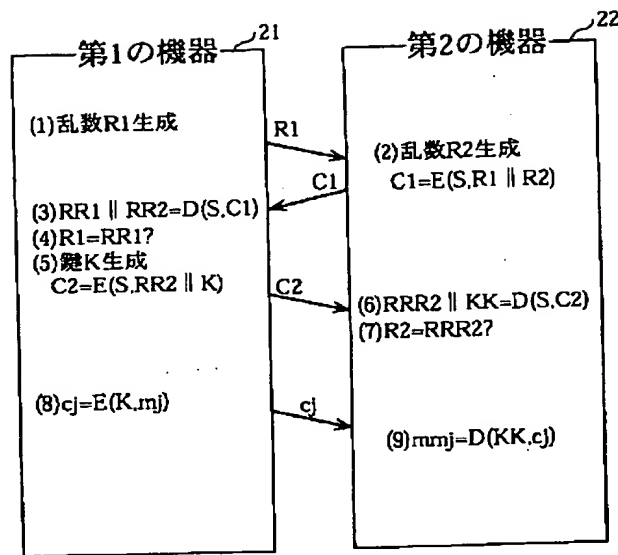 第1の機器
21
第2の機器
22
(1)乱数R1生成
R1
(2)乱数R2生成
C1=E(S,R1 ∥ R2)
C1
(3)RR1 ∥ RR2=D(S,C1)
(4)R1=RR1?
(5)鍵K生成
C2=E(S,RR2 ∥ K)
C2
(6)RRR2 ∥ KK=D(S,C2)
(7)R2=RRR2?
(8)cj=E(K,mj)
cj
(9)mmj=D(KK,cj)